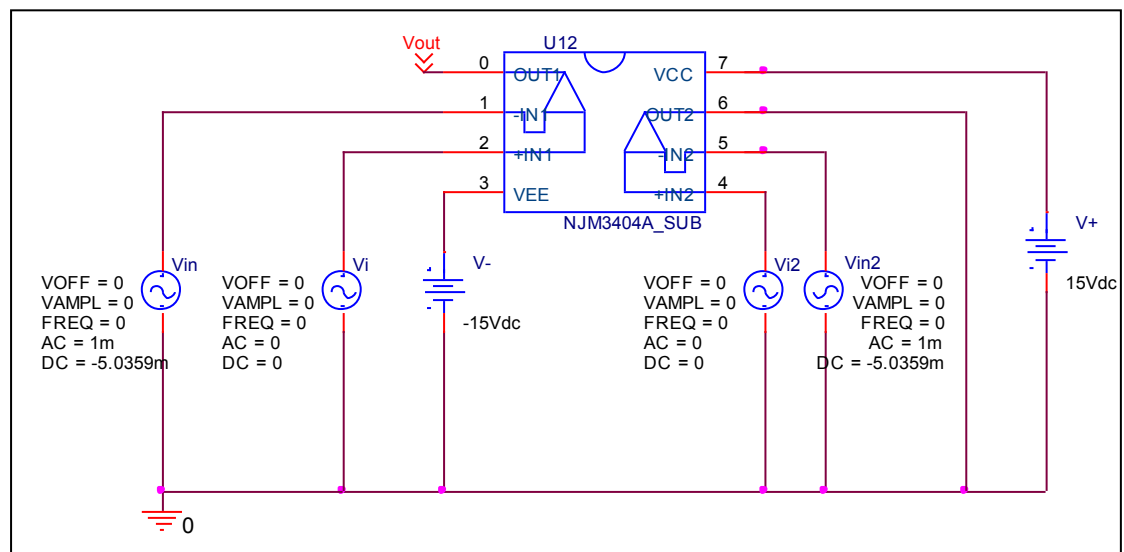 Vout
U12
0
OUT1
VCC
7
1
-IN1
OUT2
6
2
+IN1
-IN2
5
3
VEE
+IN2
4
NJM3404A_SUB
Vin
VOFF = 0
VAMPL = 0
FREQ = 0
AC = 1m
DC = -5.0359m
Vi
VOFF = 0
VAMPL = 0
FREQ = 0
AC = 0
DC = 0
V-
-15Vdc
Vi2
VOFF = 0
VAMPL = 0
FREQ = 0
AC = 0
DC = 0
Vin2
VOFF = 0
VAMPL = 0
FREQ = 0
AC = 1m
DC = -5.0359m
V+
15Vdc
0